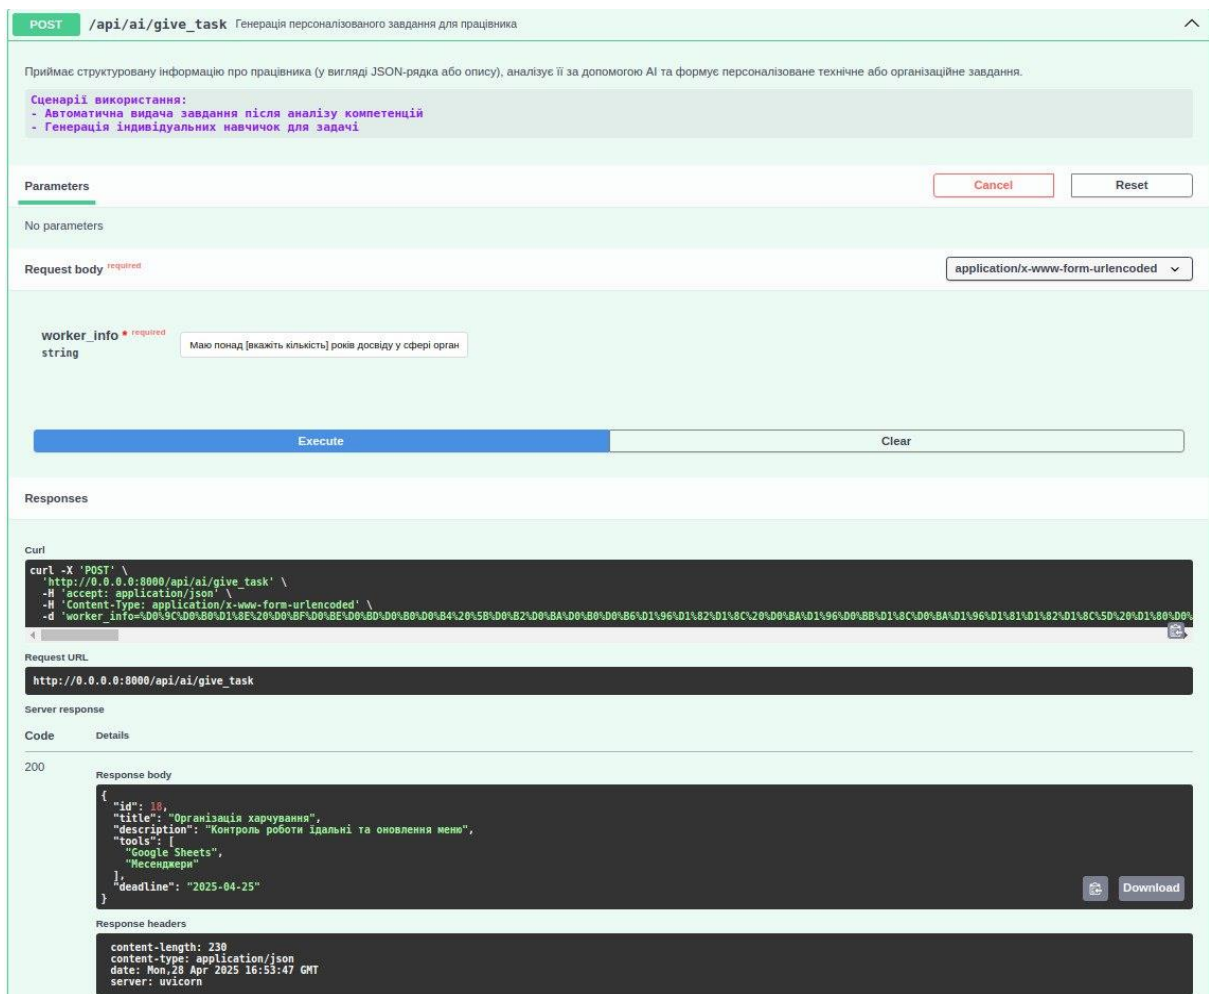 POST /api/ai/give_task Генерація персоналізованого завдання для працівника
Приймає структуровану інформацію про працівника (у вигляді JSON-рядка або опису), аналізує її за допомогою AI та формує персоналізоване технічне або організаційне завдання.
Сценарії використання:
- Автоматична видача завдання після аналізу компетенцій
- Генерація індивідуальних навчичок для задачі
Parameters
Cancel
Reset
No parameters
Request body required
application/x-www-form-urlencoded
worker_info * required
string
Маю понад [вкажіть кількість] років досвіду у сфері орган
Execute
Clear
Responses
Curl
curl -X 'POST' \
'http://0.0.0.0:8000/api/ai/give_task' \
-H 'accept: application/json' \
-H 'Content-Type: application/x-www-form-urlencoded' \
-d 'worker_info=%D0%9C%D0%B0%D1%8E%20%D0%BF%D0%BE%D0%BD%D0%B0%D0%B4%20%5B%D0%B2%D0%BA%D0%B0%D0%B6%D1%96%D1%82%D1%8C%20%D0%BA%D1%96%D0%BB%D1%8C%D0%BA%D1%96%D1%81%D1%82%D1%8C%5D%20%D1%80%D0%
Request URL
http://0.0.0.0:8000/api/ai/give_task
Server response
Code
Details
200
Response body
{
"id": 18,
"title": "Організація харчування",
"description": "Контроль роботи їдальні та оновлення меню",
"tools": [
"Google Sheets",
"Месенджери"
],
"deadline": "2025-04-25"
}
Download
Response headers
content-length: 230
content-type: application/json
date: Mon,28 Apr 2025 16:53:47 GMT
server: uvicorn